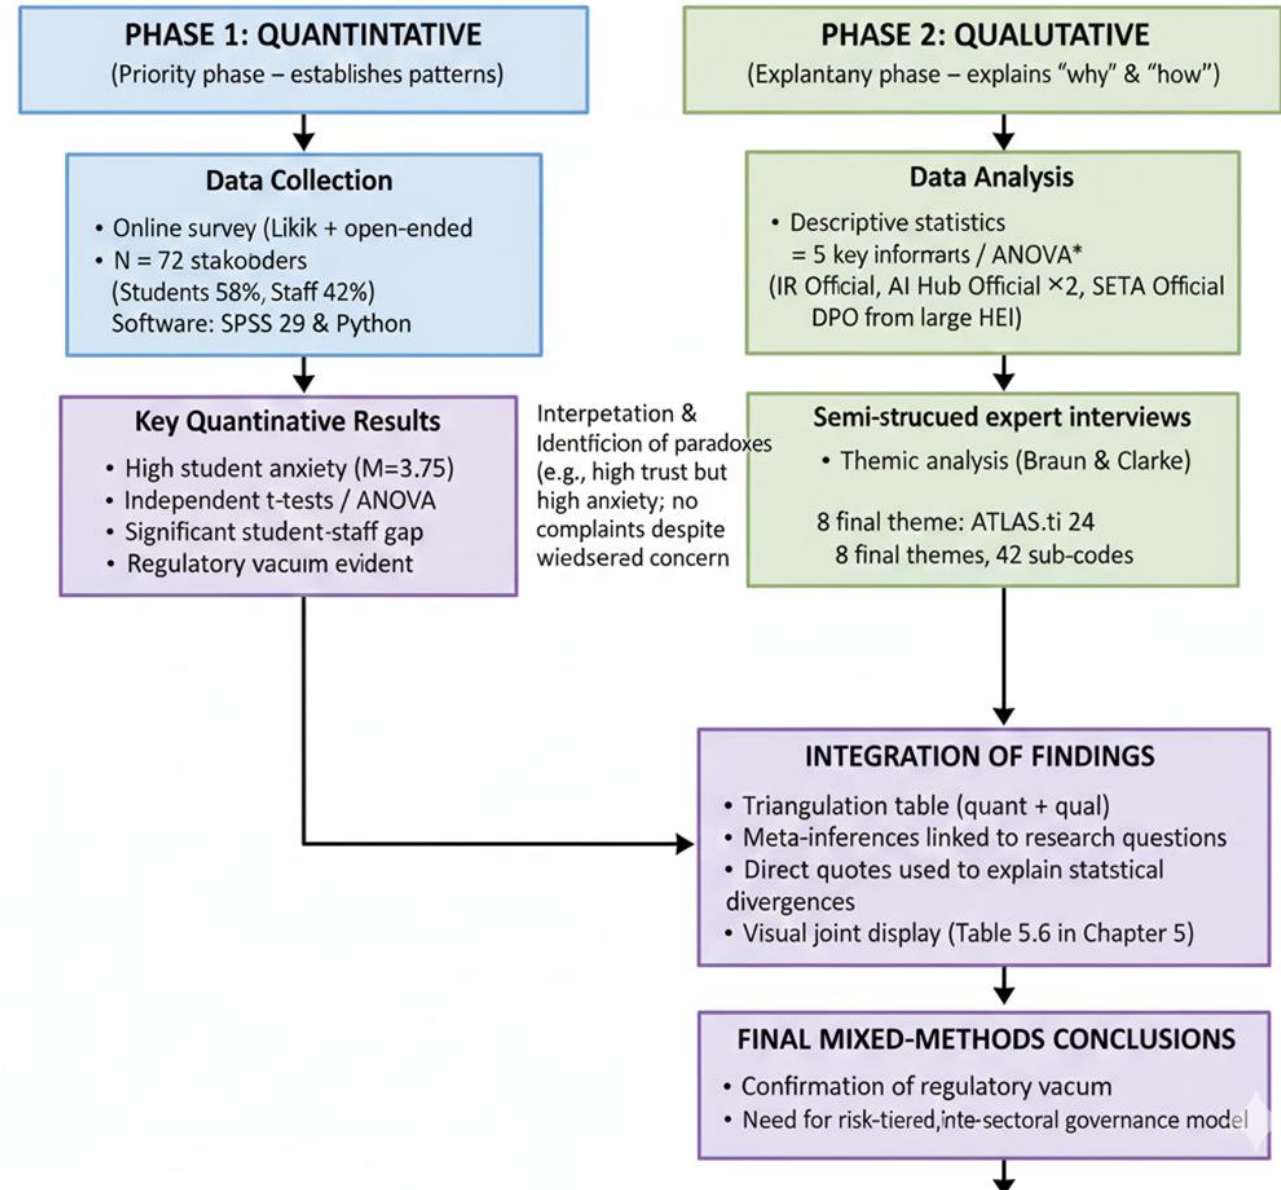 PHASE 1: QUANTINTATIVE
(Priority phase – establishes patterns)
Data Collection
• Online survey (Likik + open-ended
• N = 72 stakooders
(Students 58%, Staff 42%)
Software: SPSS 29 & Python
Key Quantinative Results
• High student anxiety (M=3.75)
• Independent t-tests / ANOVA
• Significant student-staff gap
• Regulatory vacuım evident
Interpetation &
Identficion of paradoxes
(e.g., high trust but
high anxiety; no
complaints despite
wiedsered concern
PHASE 2: QUALUTATIVE
(Explantany phase – explains “why” & “how”)
Data Analysis
• Descriptive statistics
= 5 key informarts / ANOVA*
(IR Official, AI Hub Official ×2, SETA Official
DPO from large HEI)
Semi-strucued expert interviews
• Themic analysis (Braun & Clarke)
8 final theme: ATLAS.ti 24
8 final themes, 42 sub-codes
INTEGRATION OF FINDINGS
• Triangulation table (quant + qual)
• Meta-inferences linked to research questions
• Direct quotes used to explain statstical
divergences
• Visual joint display (Table 5.6 in Chapter 5)
FINAL MIXED-METHODS CONCLUSIONS
• Confirmation of regulatory vacum
• Need for risk-tiered,inte-sectoral governance model